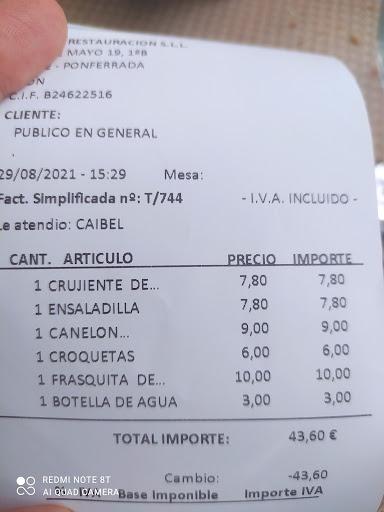 RESTAURACION S.L.L.
MAYO 19, 1ºB
- PONFERRADA
ON
C.I.F. B24622516
CLIENTE:
PUBLICO EN GENERAL
.
29/08/2021 - 15:29 Mesa:
Fact. Simplificada nº: T/744 - I.V.A. INCLUIDO -
Le atendio: CAIBEL
CANT. ARTICULO PRECIO IMPORTE
1 CRUJIENTE DE... 7,80 7,80
1 ENSALADILLA 7,80 7,80
1 CANELON... 9,00 9,00
1 CROQUETAS 6,00 6,00
1 FRASQUITA DE... 10,00 10,00
1 BOTELLA DE AGUA 3,00 3,00
TOTAL IMPORTE: 43,60 €
Cambio: -43,60
Base Imponible Importe IVA
REDMI NOTE 8T
AI QUAD CAMERA